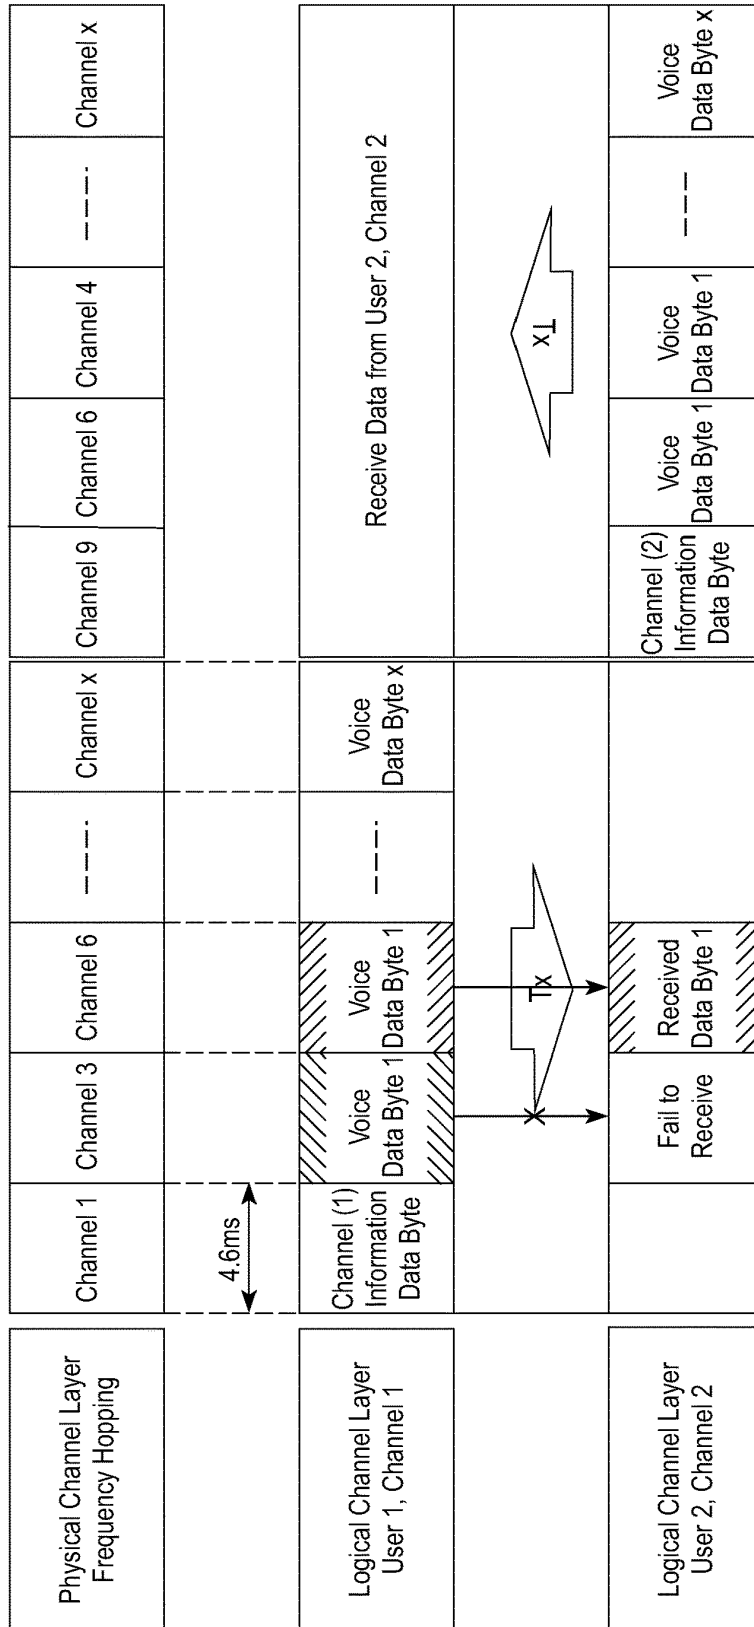 Physical Channel Layer
Frequency Hopping
Channel 1
Channel 3
Channel 6
Channel x
Channel 9
Channel 6
Channel 4
Channel x
4.6ms
Logical Channel Layer
User 1, Channel 1
Channel (1)
Information
Data Byte
Voice
Data Byte 1
Voice
Data Byte 1
Voice
Data Byte x
Receive Data from User 2, Channel 2
X
Tx
Tx
Logical Channel Layer
User 2, Channel 2
Fail to
Receive
Received
Data Byte 1
Channel (2)
Information
Data Byte
Voice
Data Byte 1
Voice
Data Byte 1
Voice
Data Byte x